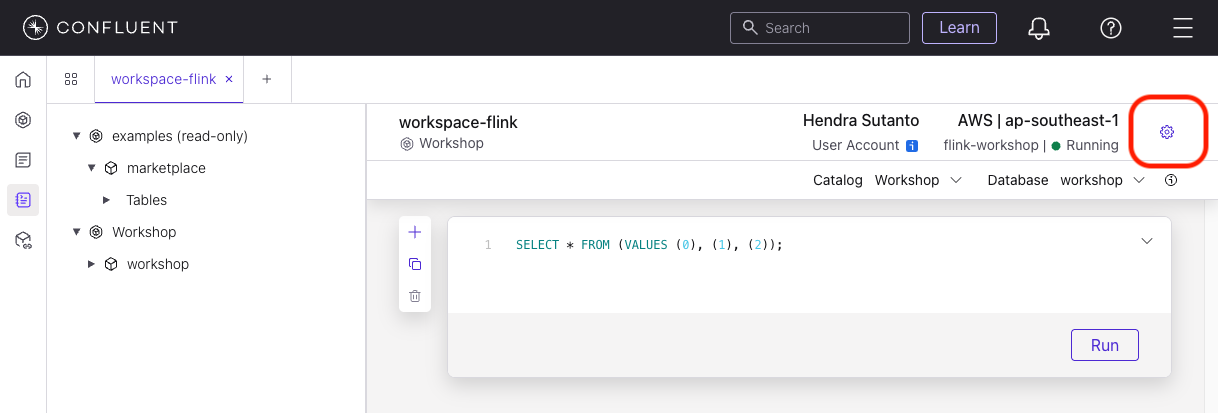 CONFLUENT
Search
Learn
workspace-flink ×
+
examples (read-only)
marketplace
Tables
Workshop
workshop
workspace-flink
Workshop
Hendra Sutanto
User Account
AWS | ap-southeast-1
flink-workshop | Running
Catalog Workshop
Database workshop
1 SELECT * FROM (VALUES (0), (1), (2));
Run